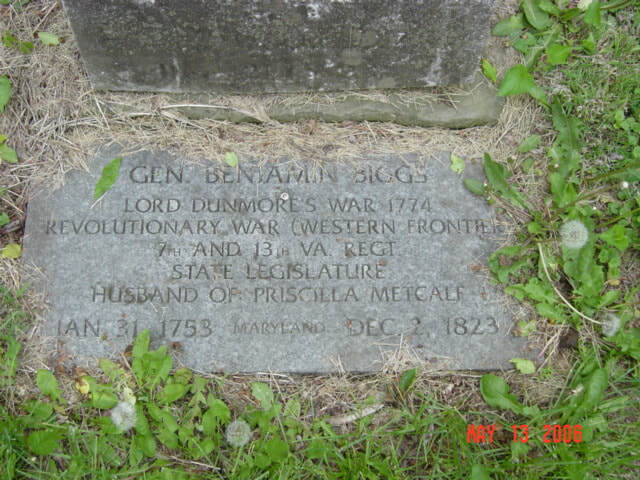 GEN. BENJAMIN BIGGS
LORD DUNMORE'S WAR 1774
REVOLUTIONARY WAR (WESTERN FRONTIER
7TH AND 13TH VA. REGT
STATE LEGISLATURE
HUSBAND OF PRISCILLA METCALF
JAN. 31, 1753 MARYLAND DEC. 2, 1823
MAY 13 2006